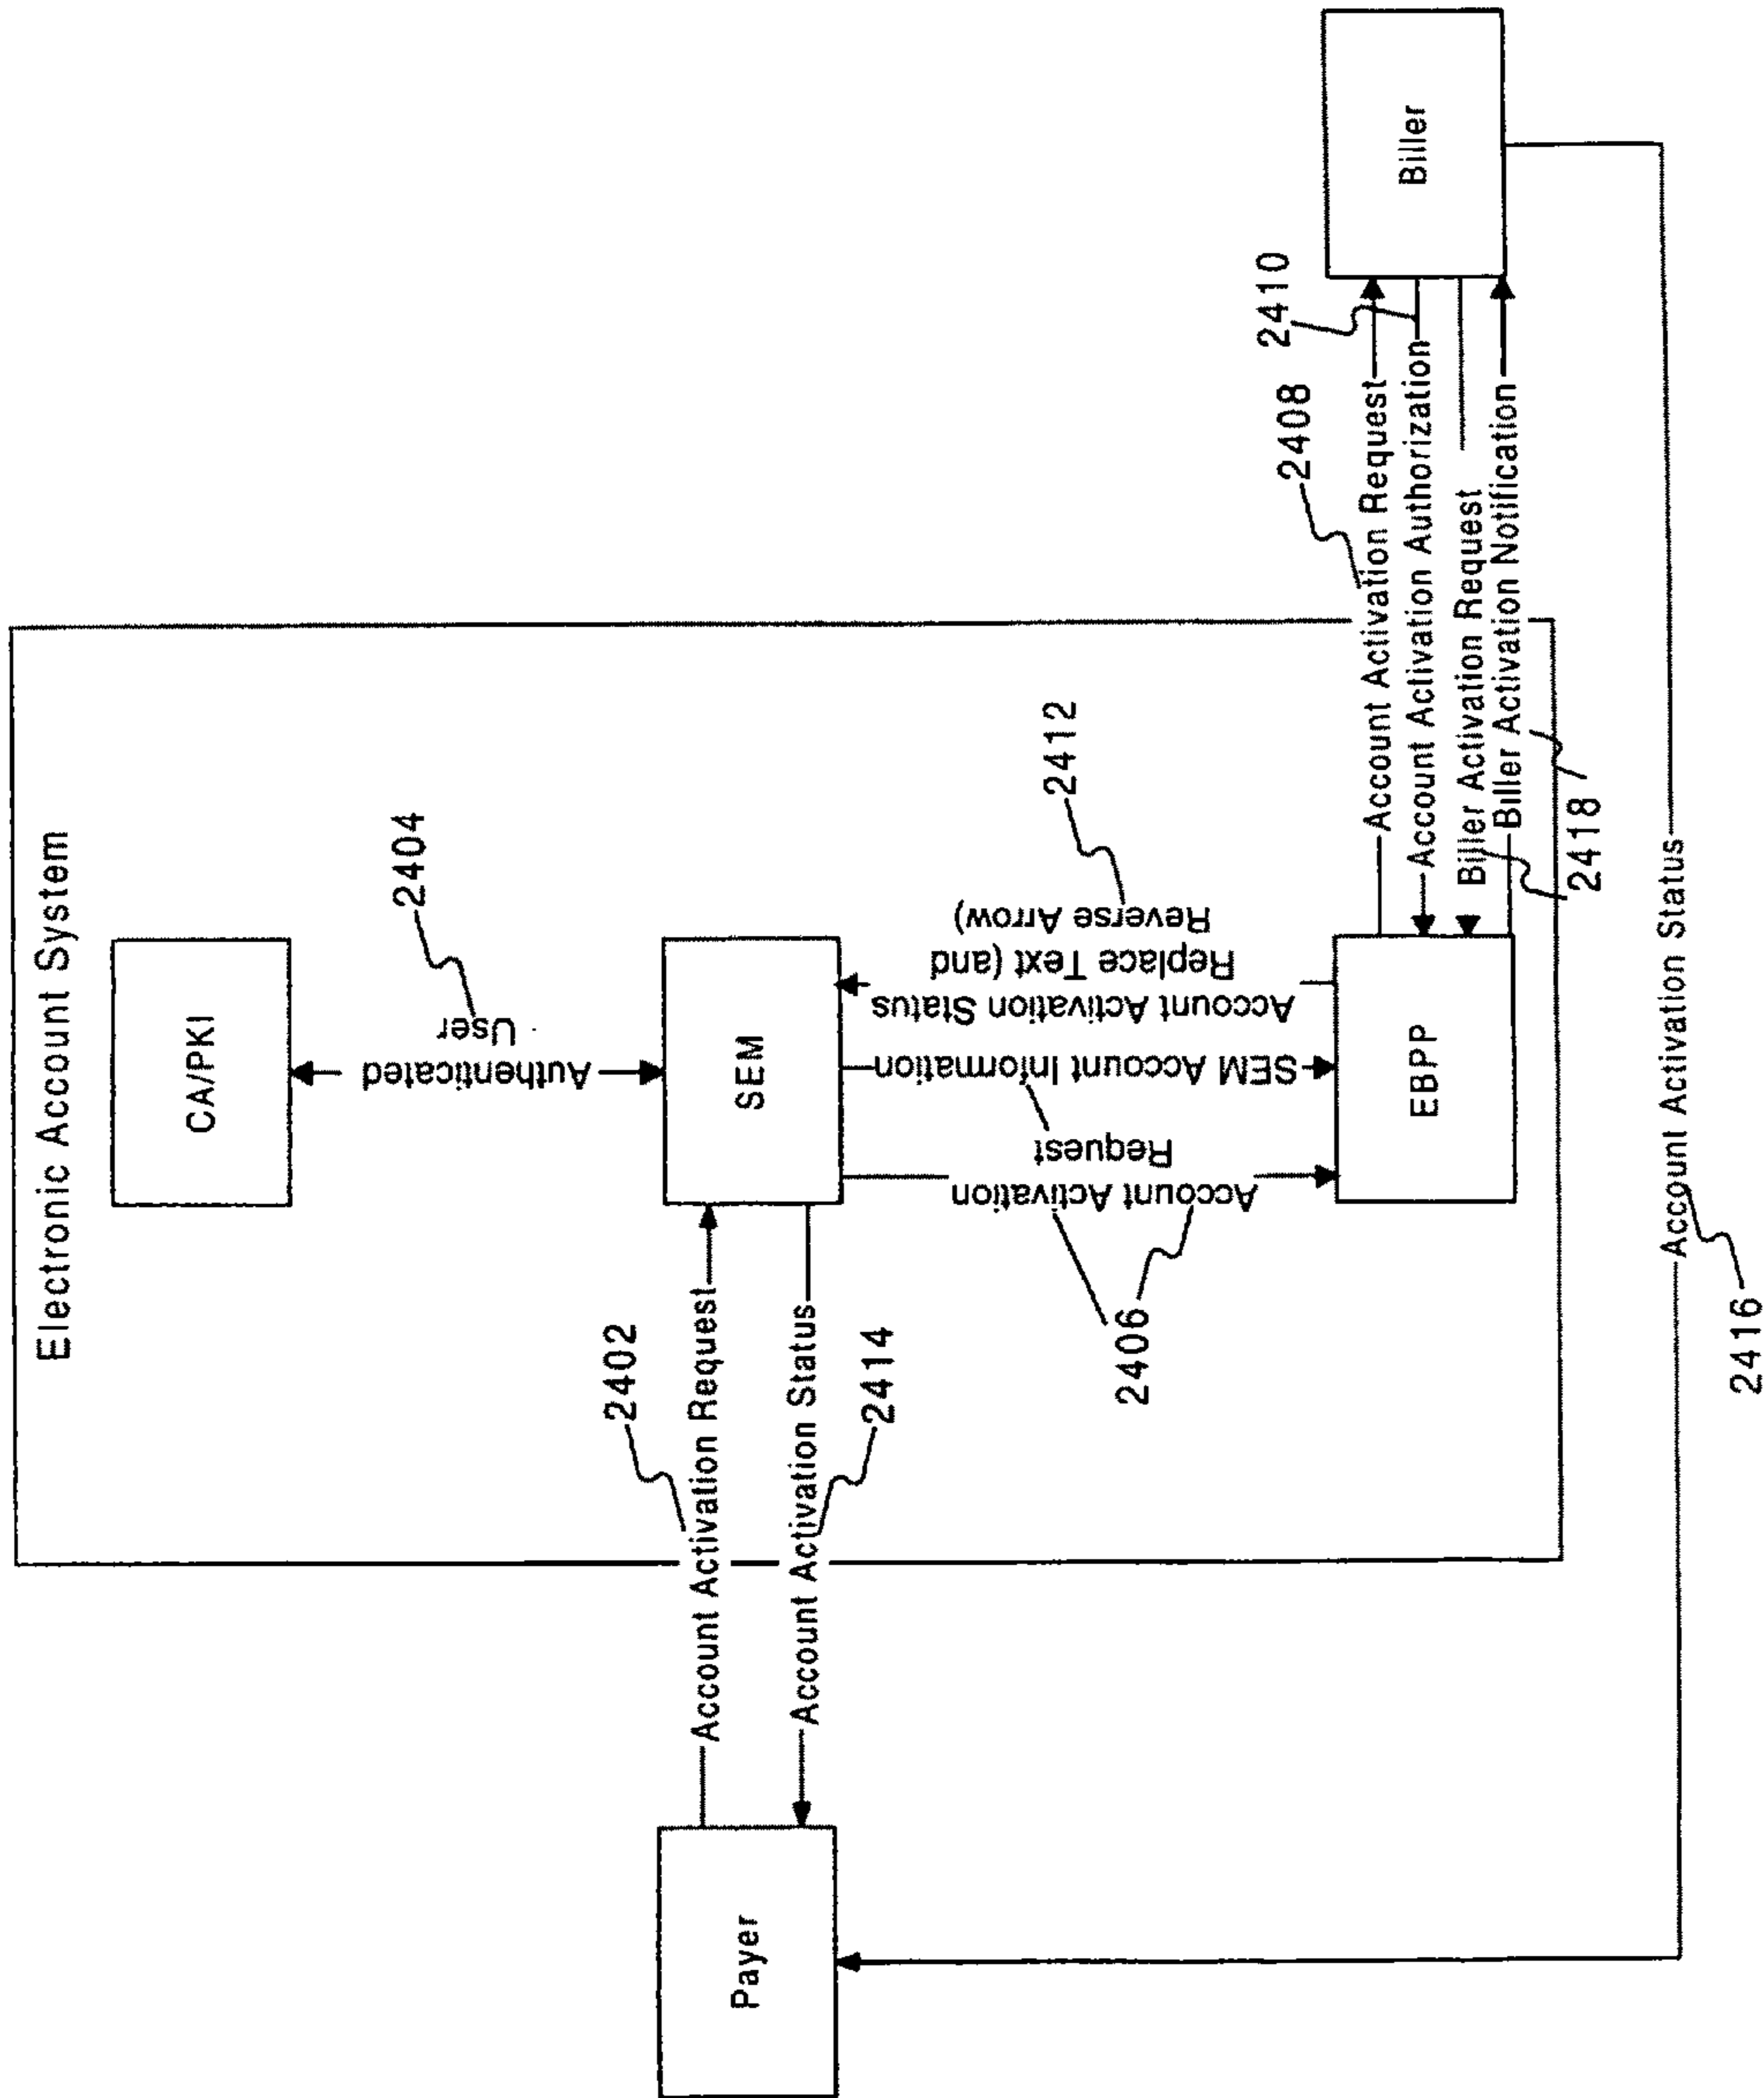 Electronic Account System
CA/PKI
2404
Authenticated
User
2402
Account Activation Request
SEM
Account Activation Status
2414
Payer
2406
Account Activation
Request
SEM Account Information
Account Activation Status
Replace Text (and
Reverse Arrow)
2412
EBPP
2408
2410
Account Activation Request
Account Activation Authorization
Biller Activation Request
Biller Activation Notification
2418
Biller
Account Activation Status
2416